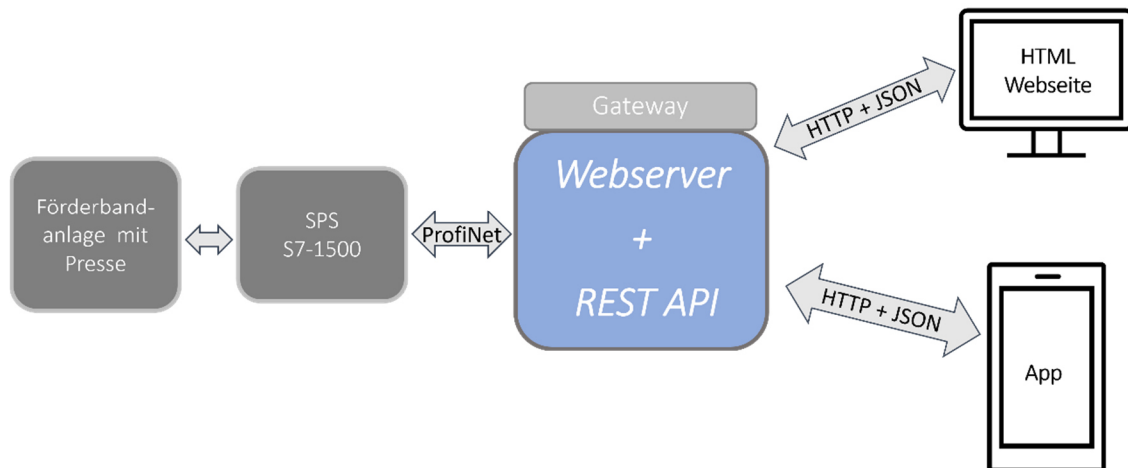 Förderband-
anlage mit
Presse
SPS
S7-1500
ProfiNet
Gateway
Webserver
+
REST API
HTTP + JSON
HTML
Webseite
HTTP + JSON
App